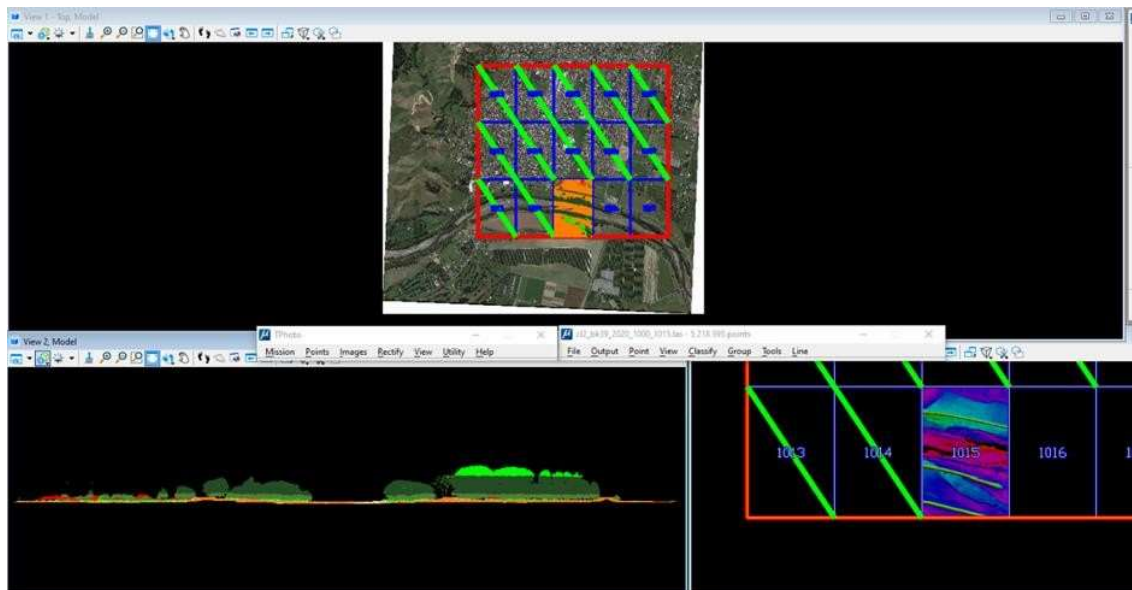 View 1 - Top, Model
TPhoto
Mission Points Images Rectify View Utility Help
File Output Point View Classify Group Tools Line
View 2, Model
1013
1014
1015
1016